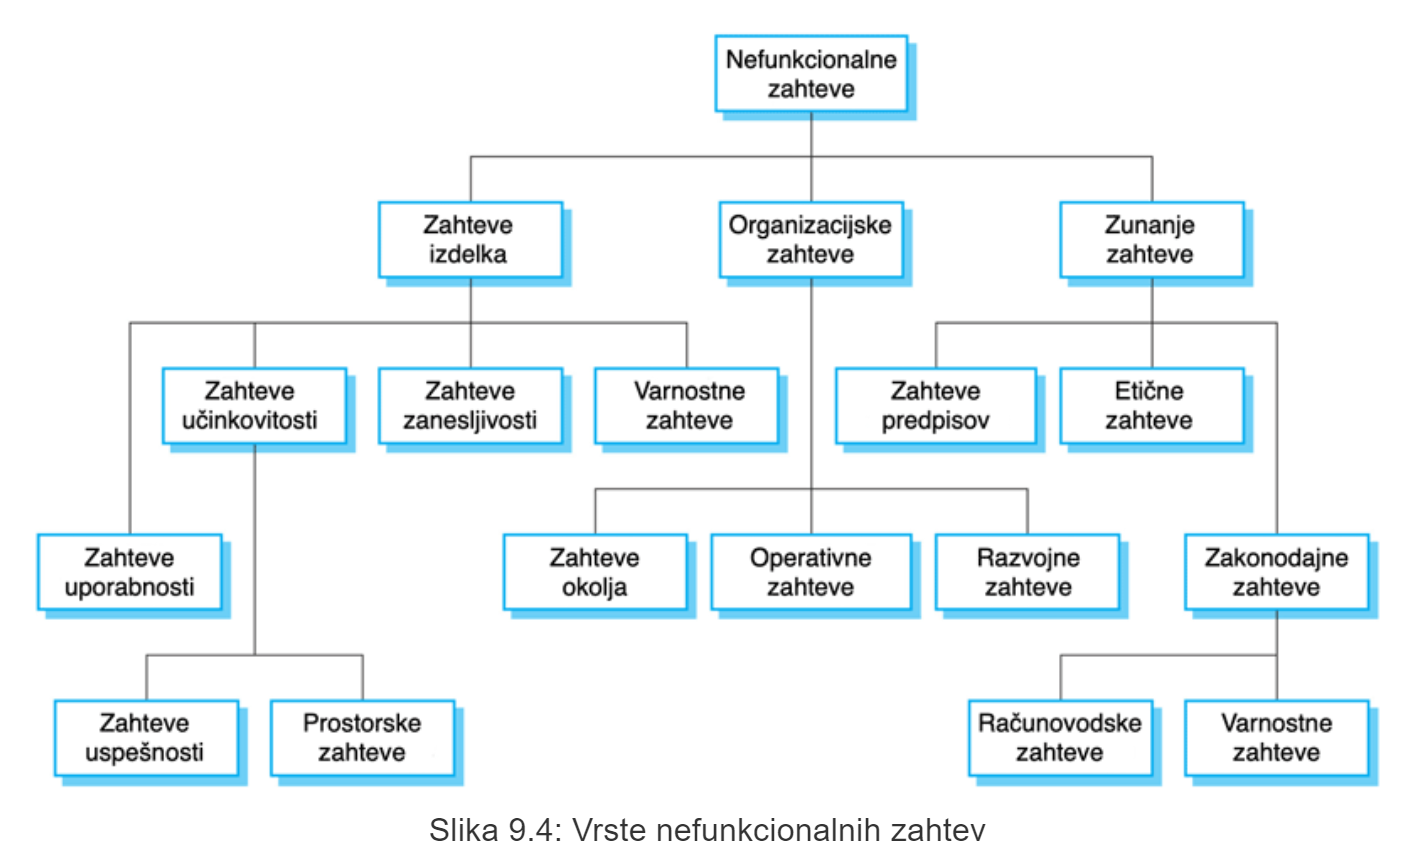 Nefunkcionalne
zahteve
Zahteve
izdelka
Organizacijske
zahteve
Zunanje
zahteve
Zahteve
učinkovitosti
Zahteve
zanesljivosti
Varnostne
zahteve
Zahteve
predpisov
Etične
zahteve
Zahteve
uporabnosti
Zahteve
okolja
Operativne
zahteve
Razvojne
zahteve
Zakonodajne
zahteve
Zahteve
uspešnosti
Prostorske
zahteve
Računovodske
zahteve
Varnostne
zahteve
Slika 9.4: Vrste nefunkcionalnih zahtev